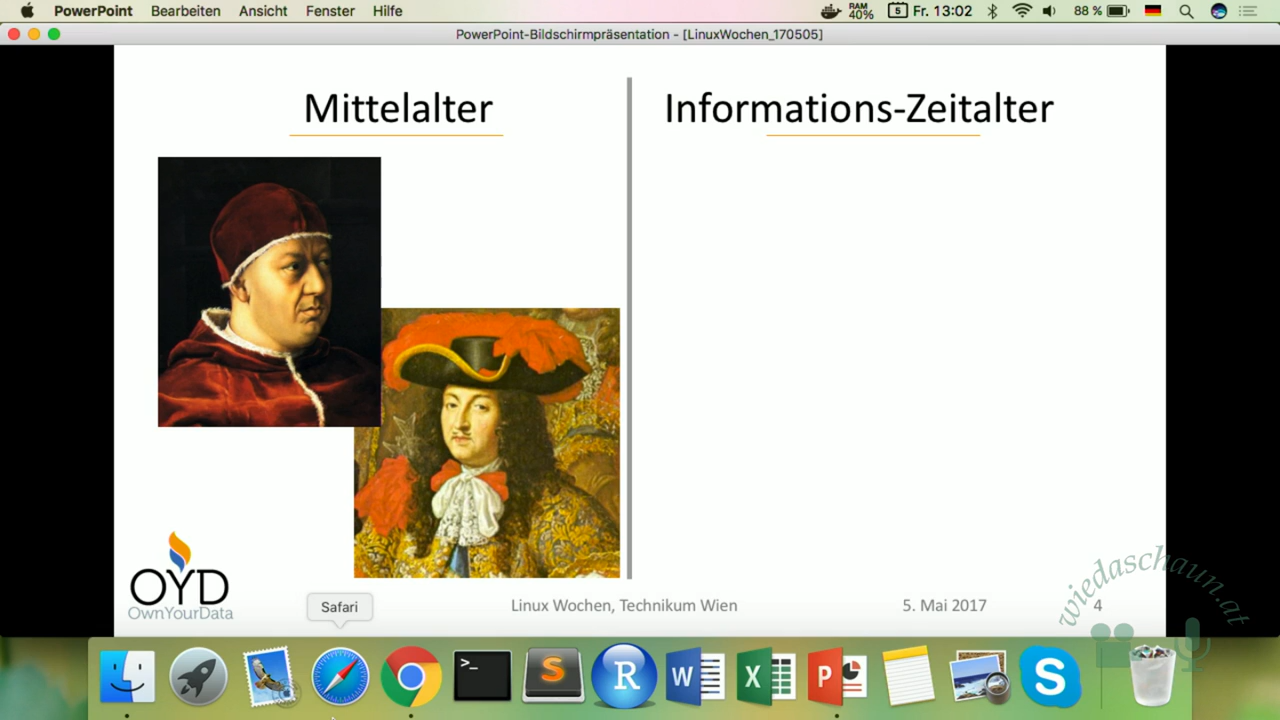 PowerPoint Bearbeiten Ansicht Fenster Hilfe RAM 40% 5 Fr. 13:02 88 %
PowerPoint-Bildschirmpräsentation - [LinuxWochen_170505]
Mittelalter
Informations-Zeitalter
OYD
OwnYourData
Safari
Linux Wochen, Technikum Wien
5. Mai 2017
4
wiedaschaun.at
>_
S
R
W
X
P
S